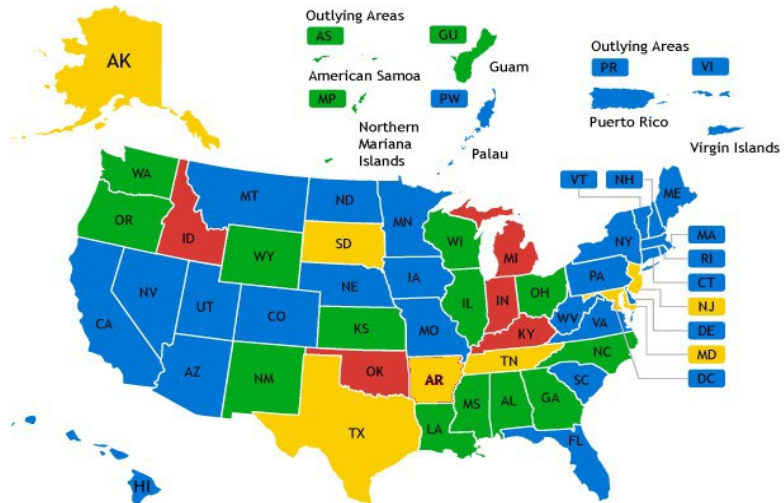 AK
Outlying Areas
AS
GU
American Samoa
Guam
MP
PW
Northern
Mariana
Islands
Palau
Outlying Areas
PR
VI
Puerto Rico
Virgin Islands
WA
MT
ND
MN
VT
NH
ME
OR
ID
WY
SD
WI
MI
NY
MA
RI
CT
NJ
DE
MD
DC
CA
NV
UT
CO
NE
IA
IL
IN
OH
PA
KS
MO
KY
WV
VA
AZ
NM
OK
AR
TN
NC
TX
LA
MS
AL
GA
SC
FL
HI